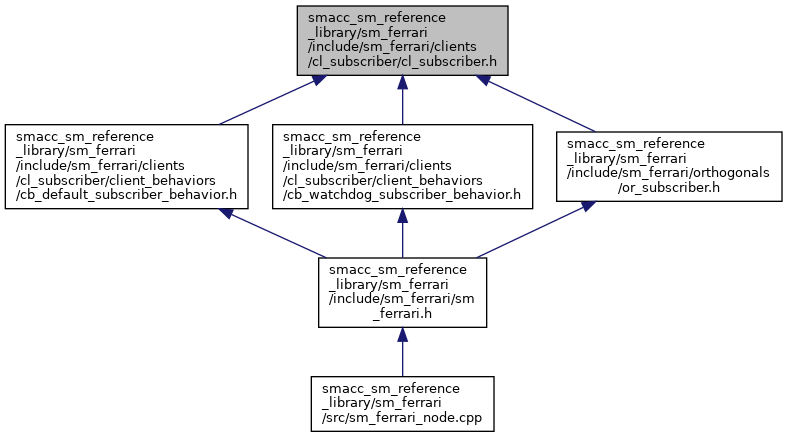 smacc_sm_reference
_library/sm_ferrari
/include/sm_ferrari/clients
/cl_subscriber/cl_subscriber.h
smacc_sm_reference
_library/sm_ferrari
/include/sm_ferrari/clients
/cl_subscriber/client_behaviors
/cb_default_subscriber_behavior.h
smacc_sm_reference
_library/sm_ferrari
/include/sm_ferrari/clients
/cl_subscriber/client_behaviors
/cb_watchdog_subscriber_behavior.h
smacc_sm_reference
_library/sm_ferrari
/include/sm_ferrari/orthogonals
/or_subscriber.h
smacc_sm_reference
_library/sm_ferrari
/include/sm_ferrari/sm
_ferrari.h
smacc_sm_reference
_library/sm_ferrari
/src/sm_ferrari_node.cpp